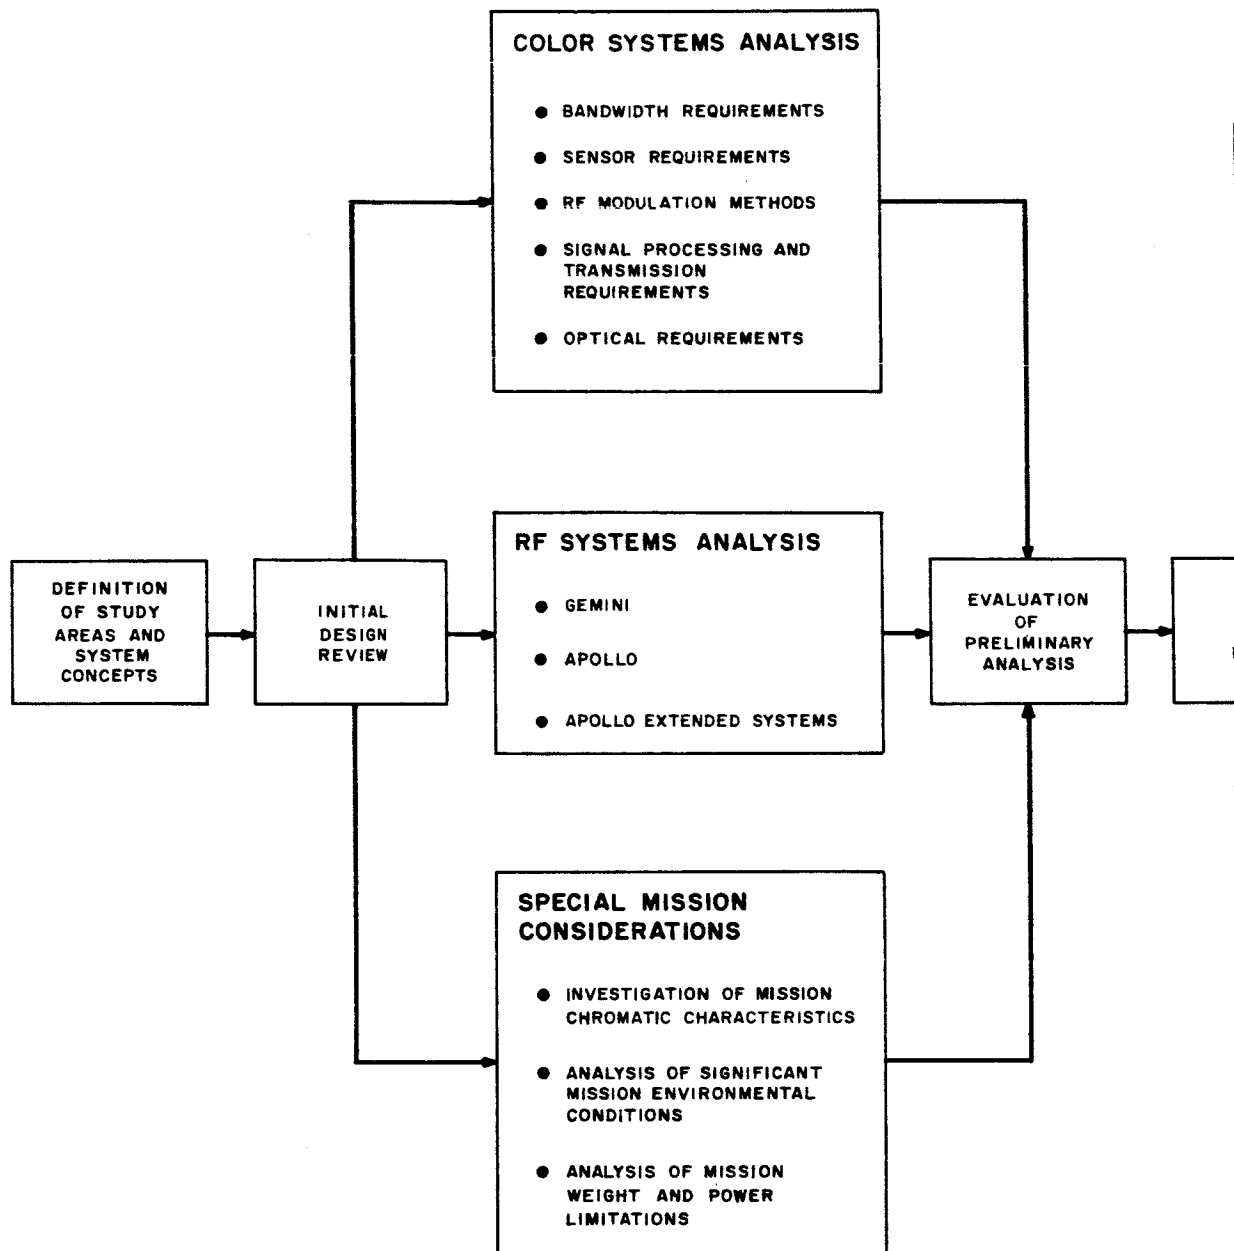 COLOR SYSTEMS ANALYSIS
● BANDWIDTH REQUIREMENTS
● SENSOR REQUIREMENTS
● RF MODULATION METHODS
● SIGNAL PROCESSING AND
TRANSMISSION
REQUIREMENTS
● OPTICAL REQUIREMENTS
DEFINITION
OF STUDY
AREAS AND
SYSTEM
CONCEPTS
INITIAL
DESIGN
REVIEW
RF SYSTEMS ANALYSIS
● GEMINI
● APOLLO
● APOLLO EXTENDED SYSTEMS
EVALUATION
OF
PRELIMINARY
ANALYSIS
SPECIAL MISSION
CONSIDERATIONS
● INVESTIGATION OF MISSION
CHROMATIC CHARACTERISTICS
● ANALYSIS OF SIGNIFICANT
MISSION ENVIRONMENTAL
CONDITIONS
● ANALYSIS OF MISSION
WEIGHT AND POWER
LIMITATIONS